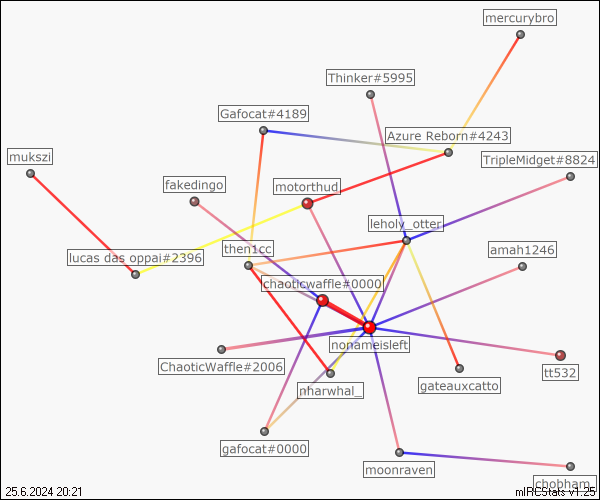 mercurybro
Thinker#5995
Gafocat#4189
Azure Reborn#4243
mukszi
TripleMidget#8824
fakedingo
motorthud
leholy_otter
then1cc
amah1246
lucas das oppai#2396
chaoticwaffle#0000
nonameisleft
ChaoticWaffle#2006
tt532
nharwhal_
gateauxcatto
gafocat#0000
moonraven
chobham_
25.6.2024 20:21
mIRCStats v1.25